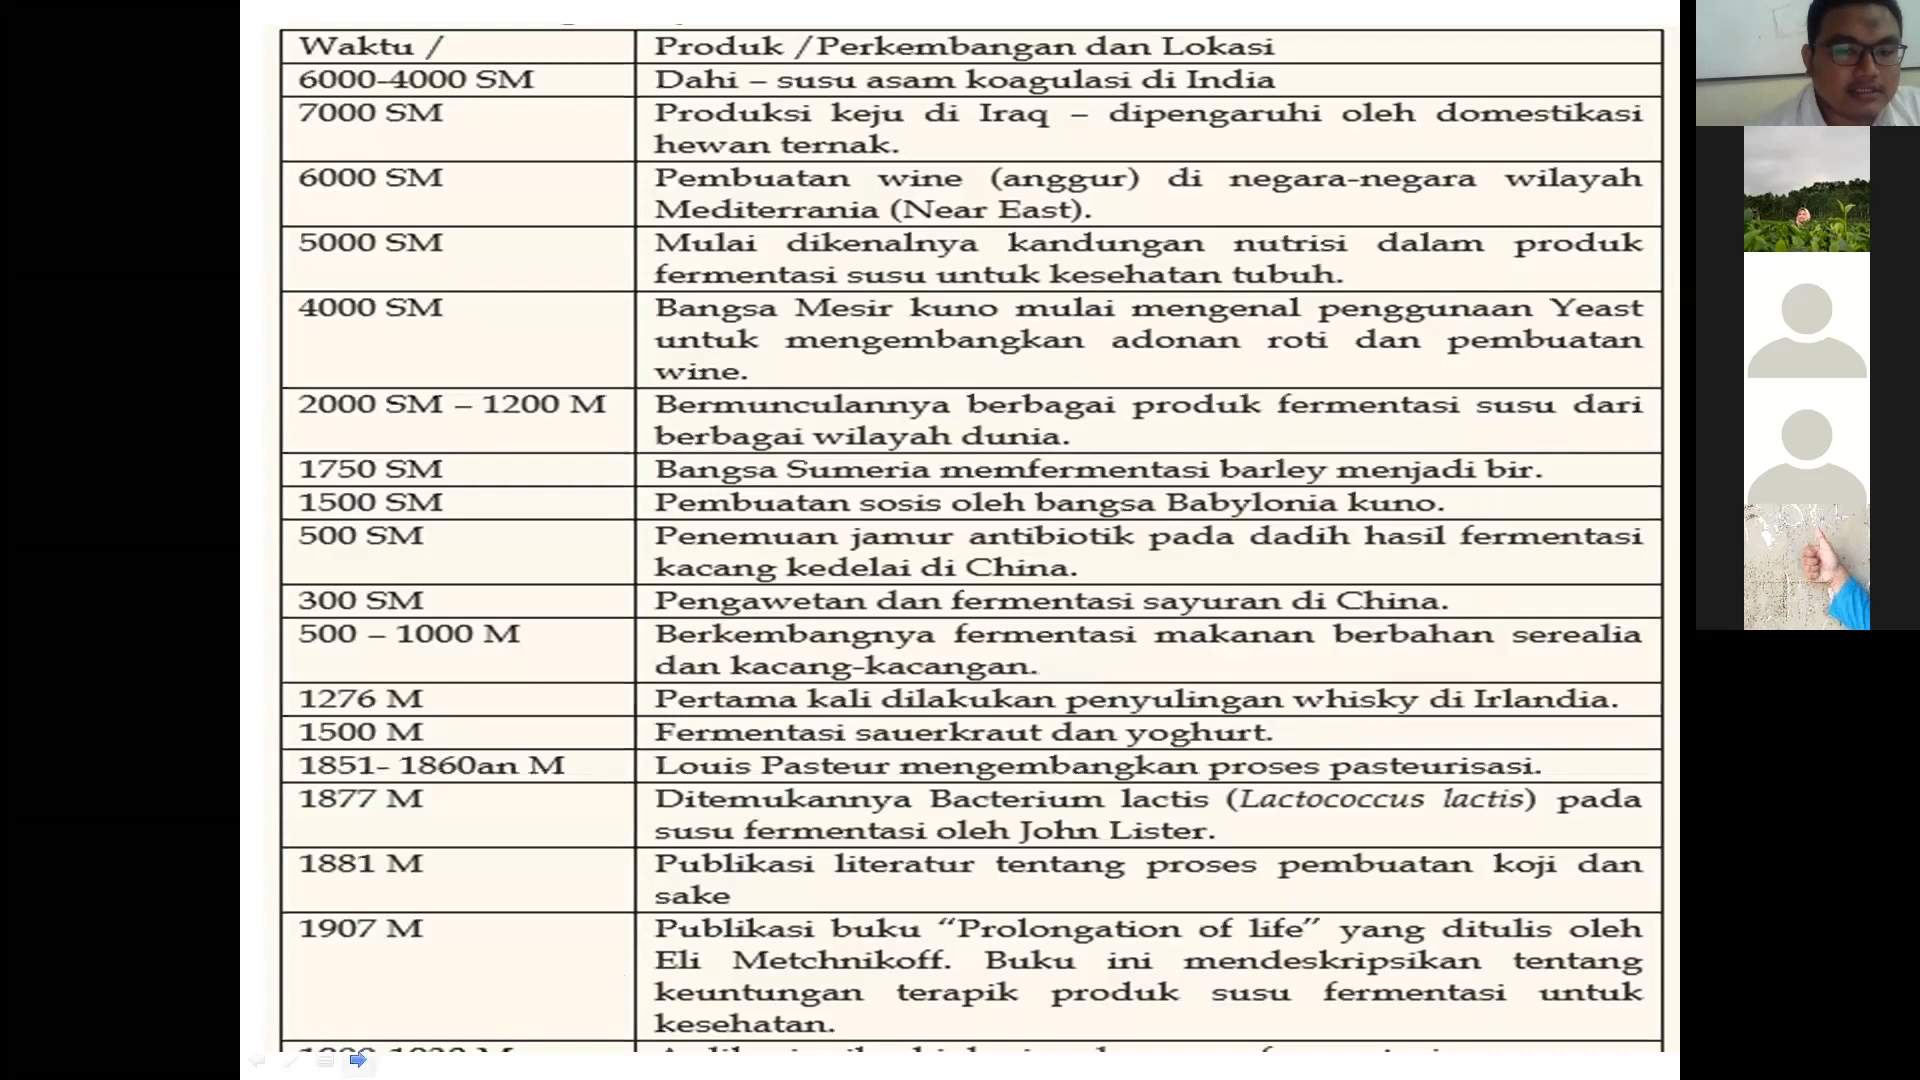 Waktu /
Produk /Perkembangan dan Lokasi
6000-4000 SM
Dahi – susu asam koagulasi di India
7000 SM
Produksi keju di Iraq – dipengaruhi oleh domestikasi
hewan ternak.
6000 SM
Pembuatan wine (anggur) di negara-negara wilayah
Mediterrania (Near East).
5000 SM
Mulai dikenalnya kandungan nutrisi dalam produk
fermentasi susu untuk kesehatan tubuh.
4000 SM
Bangsa Mesir kuno mulai mengenal penggunaan Yeast
untuk mengembangkan adonan roti dan pembuatan
wine.
2000 SM – 1200 M
Bermunculannya berbagai produk fermentasi susu dari
berbagai wilayah dunia.
1750 SM
Bangsa Sumeria memfermentasi barley menjadi bir.
1500 SM
Pembuatan sosis oleh bangsa Babylonia kuno.
500 SM
Penemuan jamur antibiotik pada dadih hasil fermentasi
kacang kedelai di China.
300 SM
Pengawetan dan fermentasi sayuran di China.
500 – 1000 M
Berkembangnya fermentasi makanan berbahan serealia
dan kacang-kacangan.
1276 M
Pertama kali dilakukan penyulingan whisky di Irlandia.
1500 M
Fermentasi sauerkraut dan yoghurt.
1851- 1860an M
Louis Pasteur mengembangkan proses pasteurisasi.
1877 M
Ditemukannya Bacterium lactis (Lactococcus lactis) pada
susu fermentasi oleh John Lister.
1881 M
Publikasi literatur tentang proses pembuatan koji dan
sake
1907 M
Publikasi buku “Prolongation of life” yang ditulis oleh
Eli Metchnikoff. Buku ini mendeskripsikan tentang
keuntungan terapik produk susu fermentasi untuk
kesehatan.